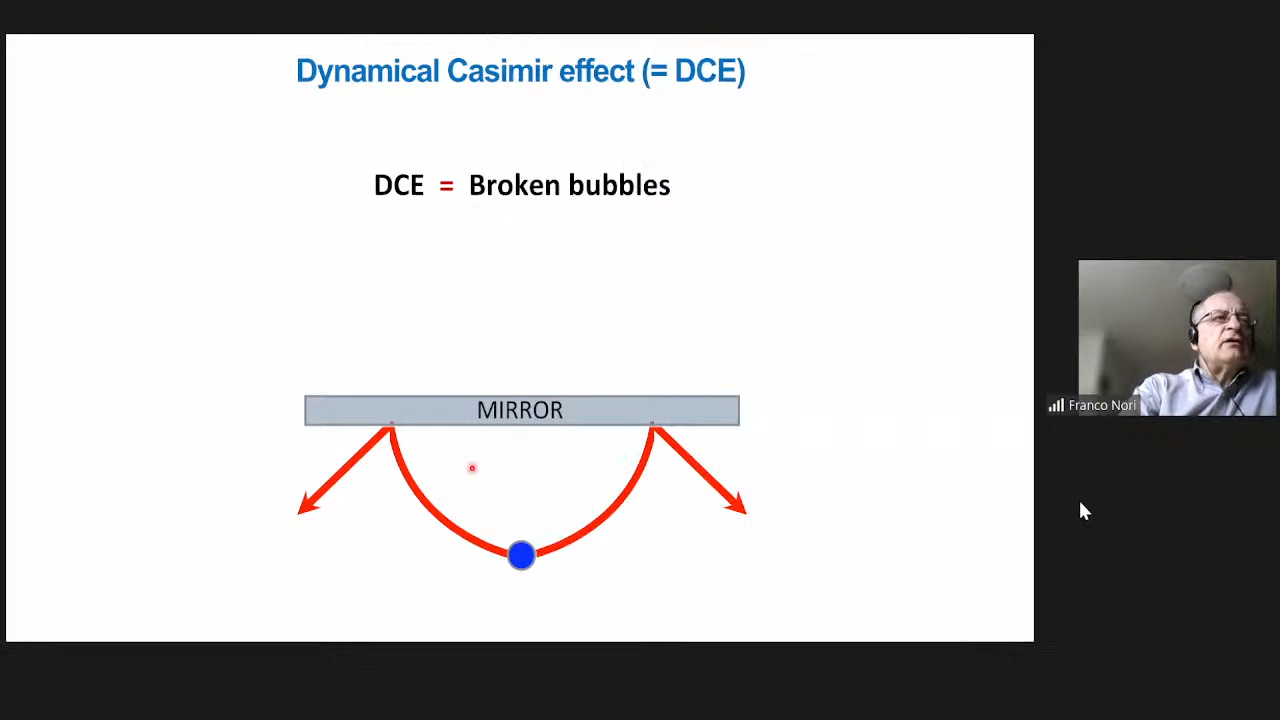 Dynamical Casimir effect (= DCE)
DCE = Broken bubbles
MIRROR
Franco Nori